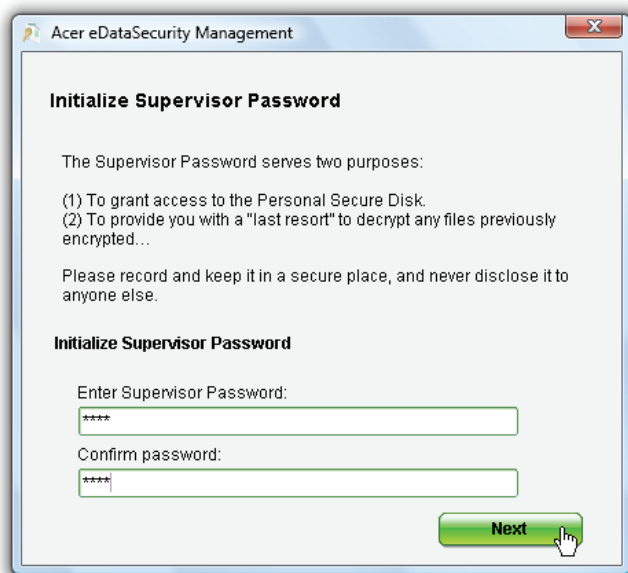 Acer eDataSecurity Management
Initialize Supervisor Password
The Supervisor Password serves two purposes:
(1) To grant access to the Personal Secure Disk.
(2) To provide you with a "last resort" to decrypt any files previously
encrypted...
Please record and keep it in a secure place, and never disclose it to
anyone else.
Initialize Supervisor Password
Enter Supervisor Password:
****
Confirm password:
****
Next